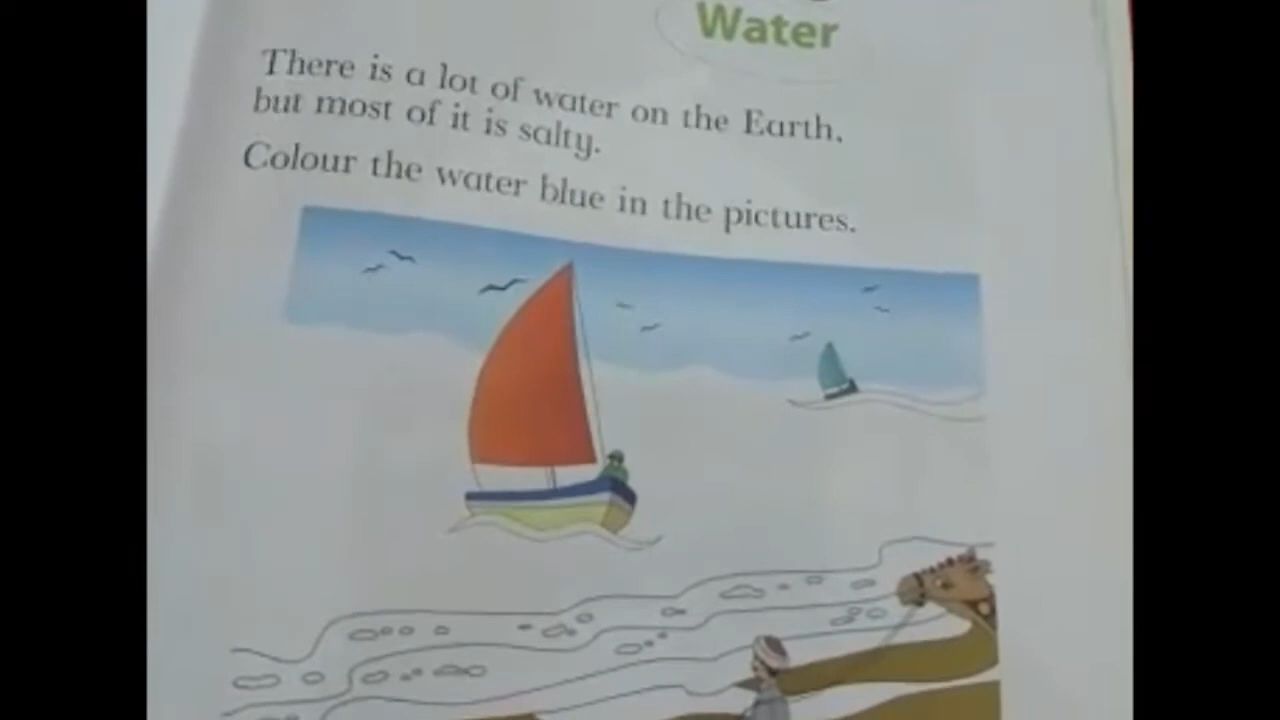 Water
There is a lot of water on the Earth.
but most of it is salty.
Colour the water blue in the pictures.